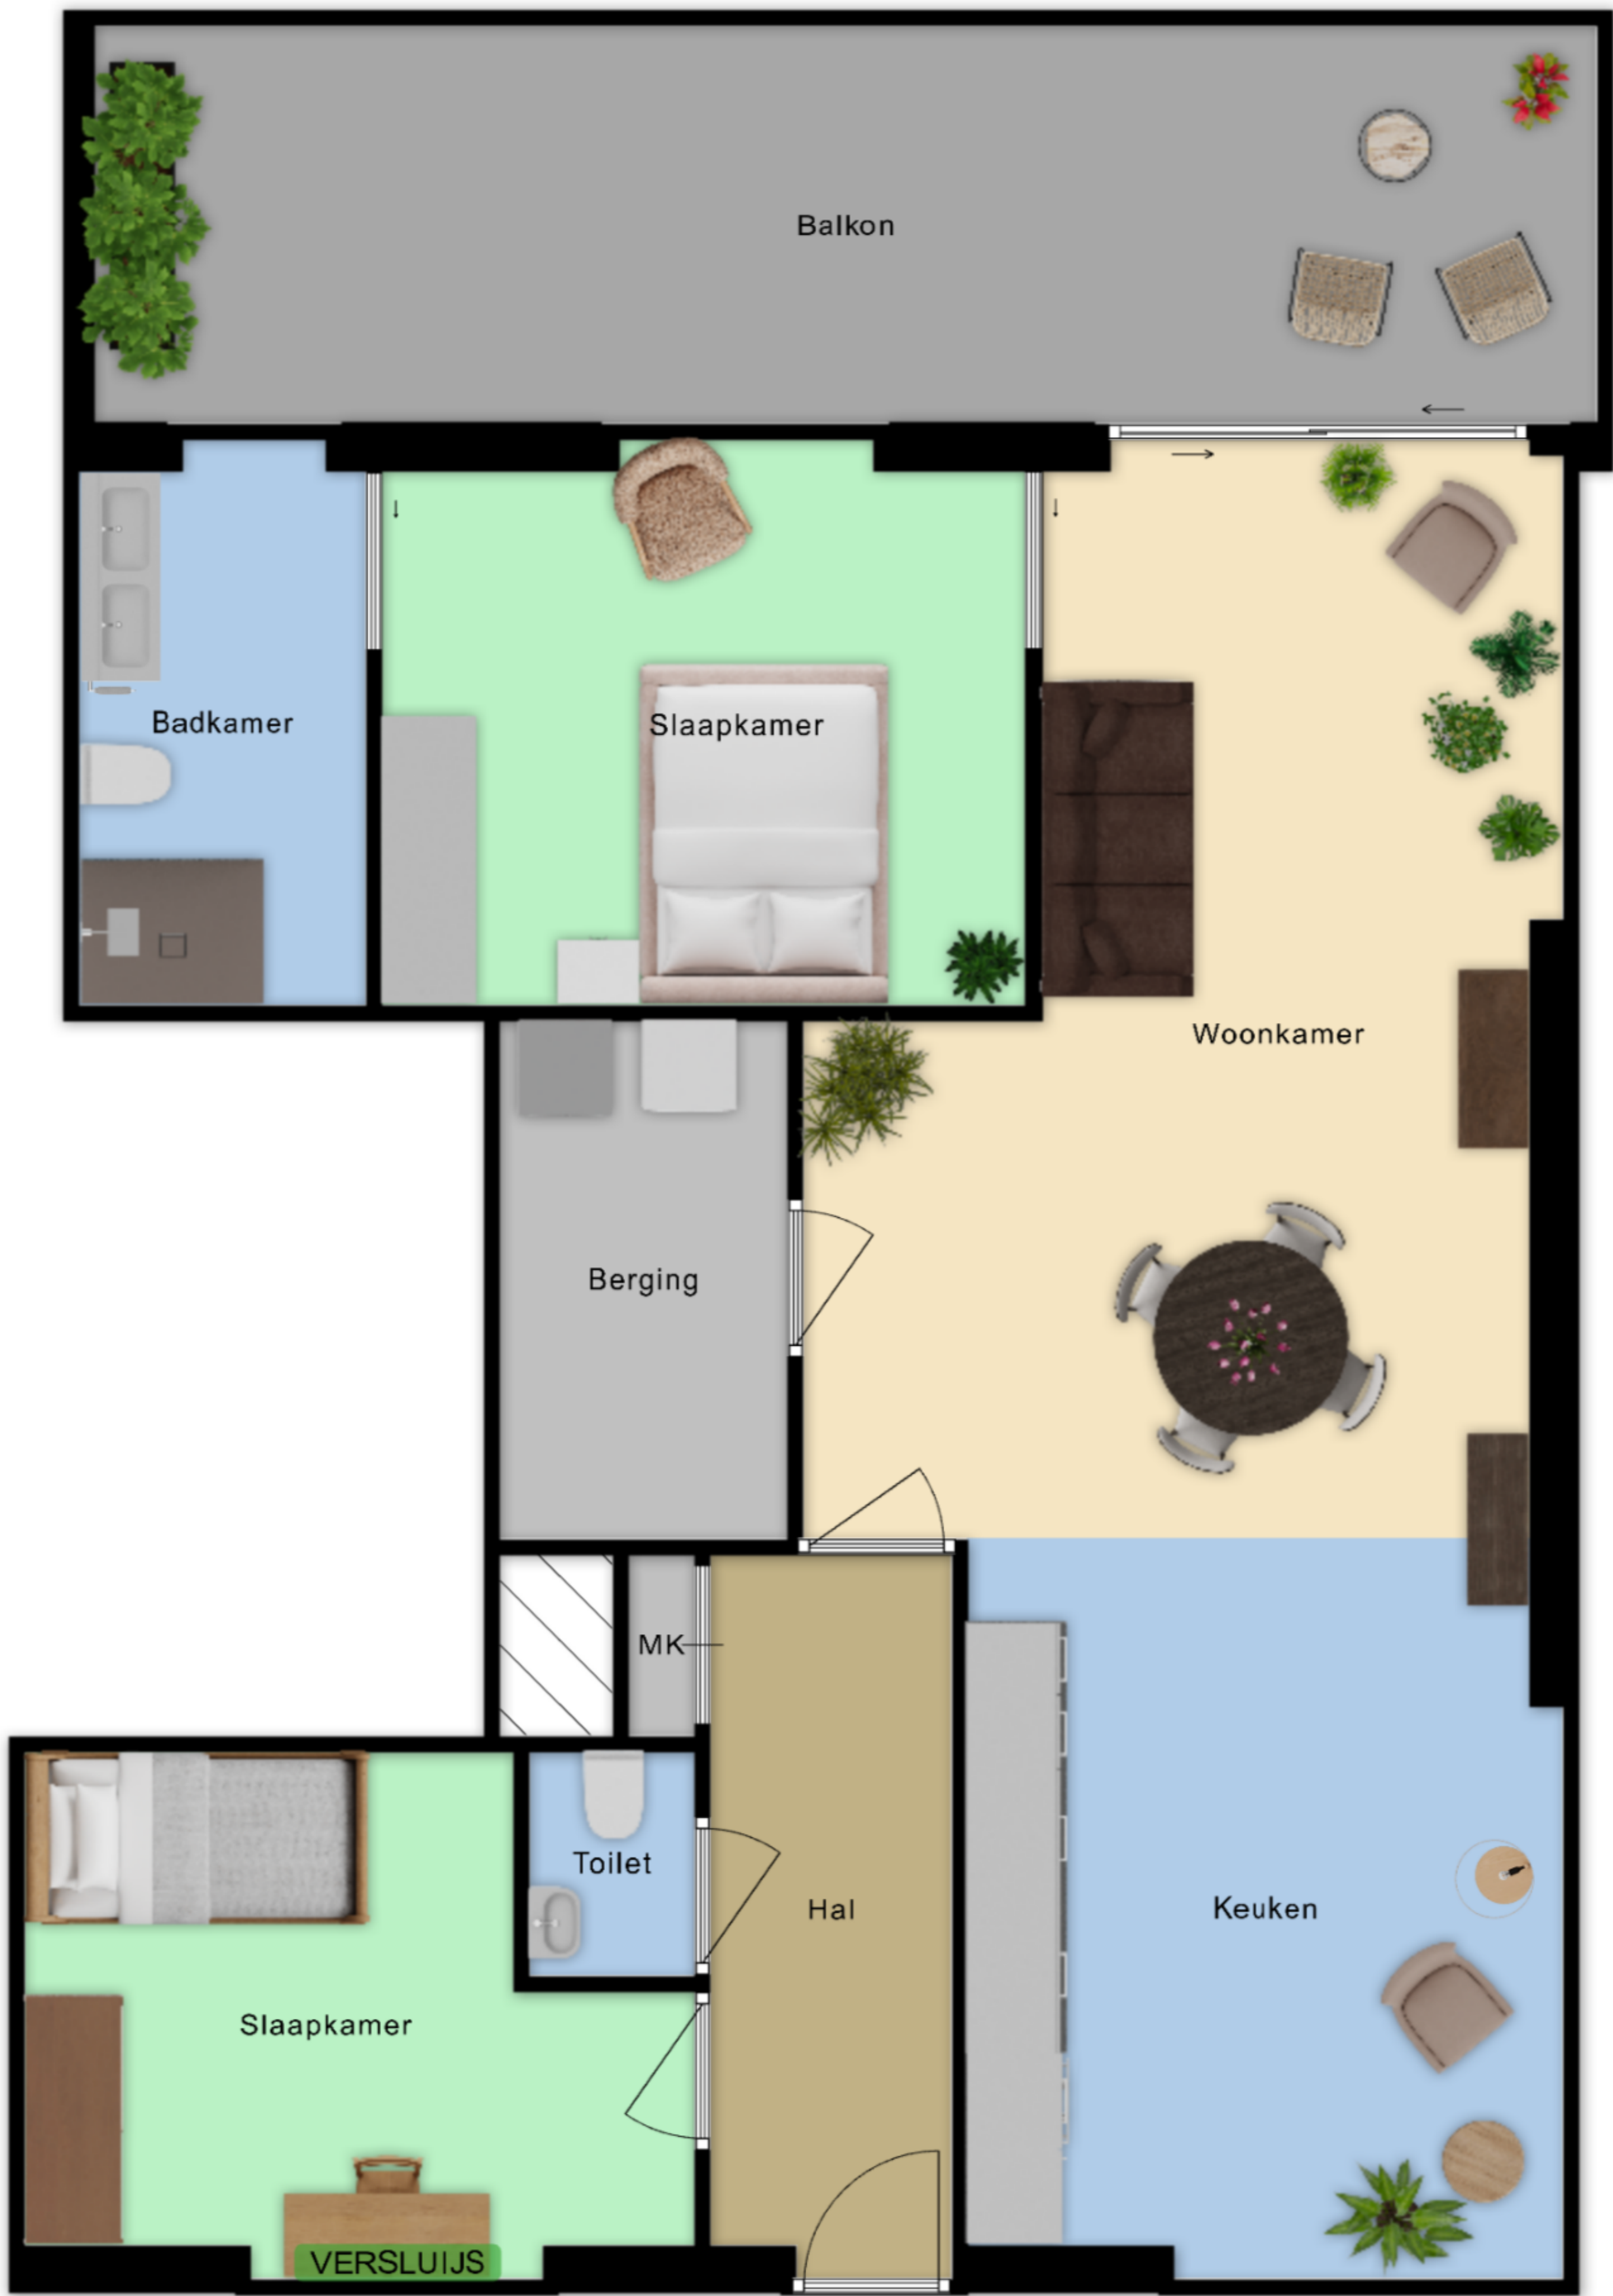 Balkon
Badkamer
Slaapkamer
Woonkamer
Berging
MK
Toilet
Hal
Keuken
Slaapkamer
VERSLUIJS